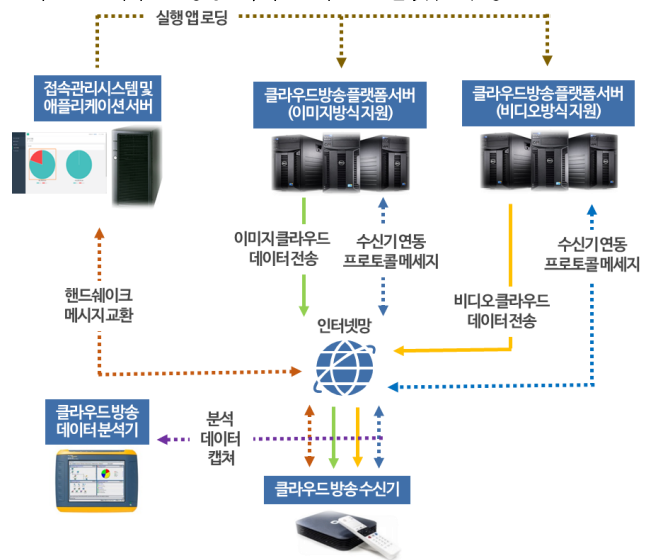 실행 앱 로딩
접속관리시스템 및
애플리케이션 서버
클라우드방송 플랫폼 서버
(이미지방식 지원)
클라우드방송 플랫폼 서버
(비디오방식 지원)
이미지 클라우드
데이터 전송
수신기 연동
프로토콜 메세지
수신기 연동
프로토콜 메세지
핸드쉐이크
메시지 교환
비디오 클라우드
데이터 전송
인터넷망
클라우드 방송
데이터 분석기
분석
데이터
캡쳐
클라우드 방송 수신기